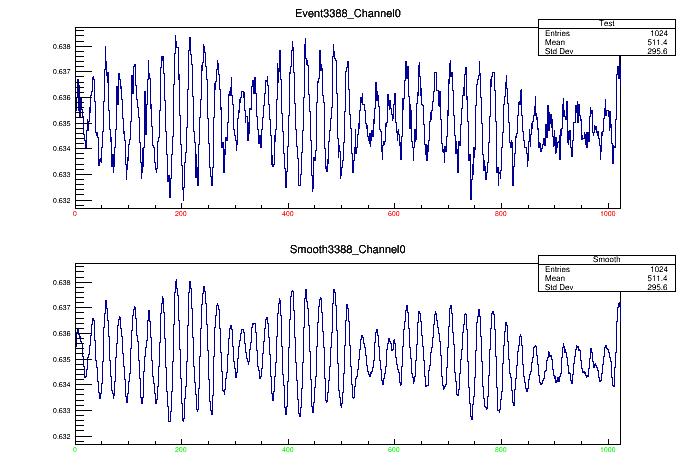 Event3388_Channel0
Test
Entries 1024
Mean 511.4
Std Dev 295.6
0.638
0.637
0.636
0.635
0.634
0.633
0.632
0 200 400 600 800 1000
Smooth3388_Channel0
Smooth
Entries 1024
Mean 511.4
Std Dev 295.6
0.638
0.637
0.636
0.635
0.634
0.633
0.632
0 200 400 600 800 1000